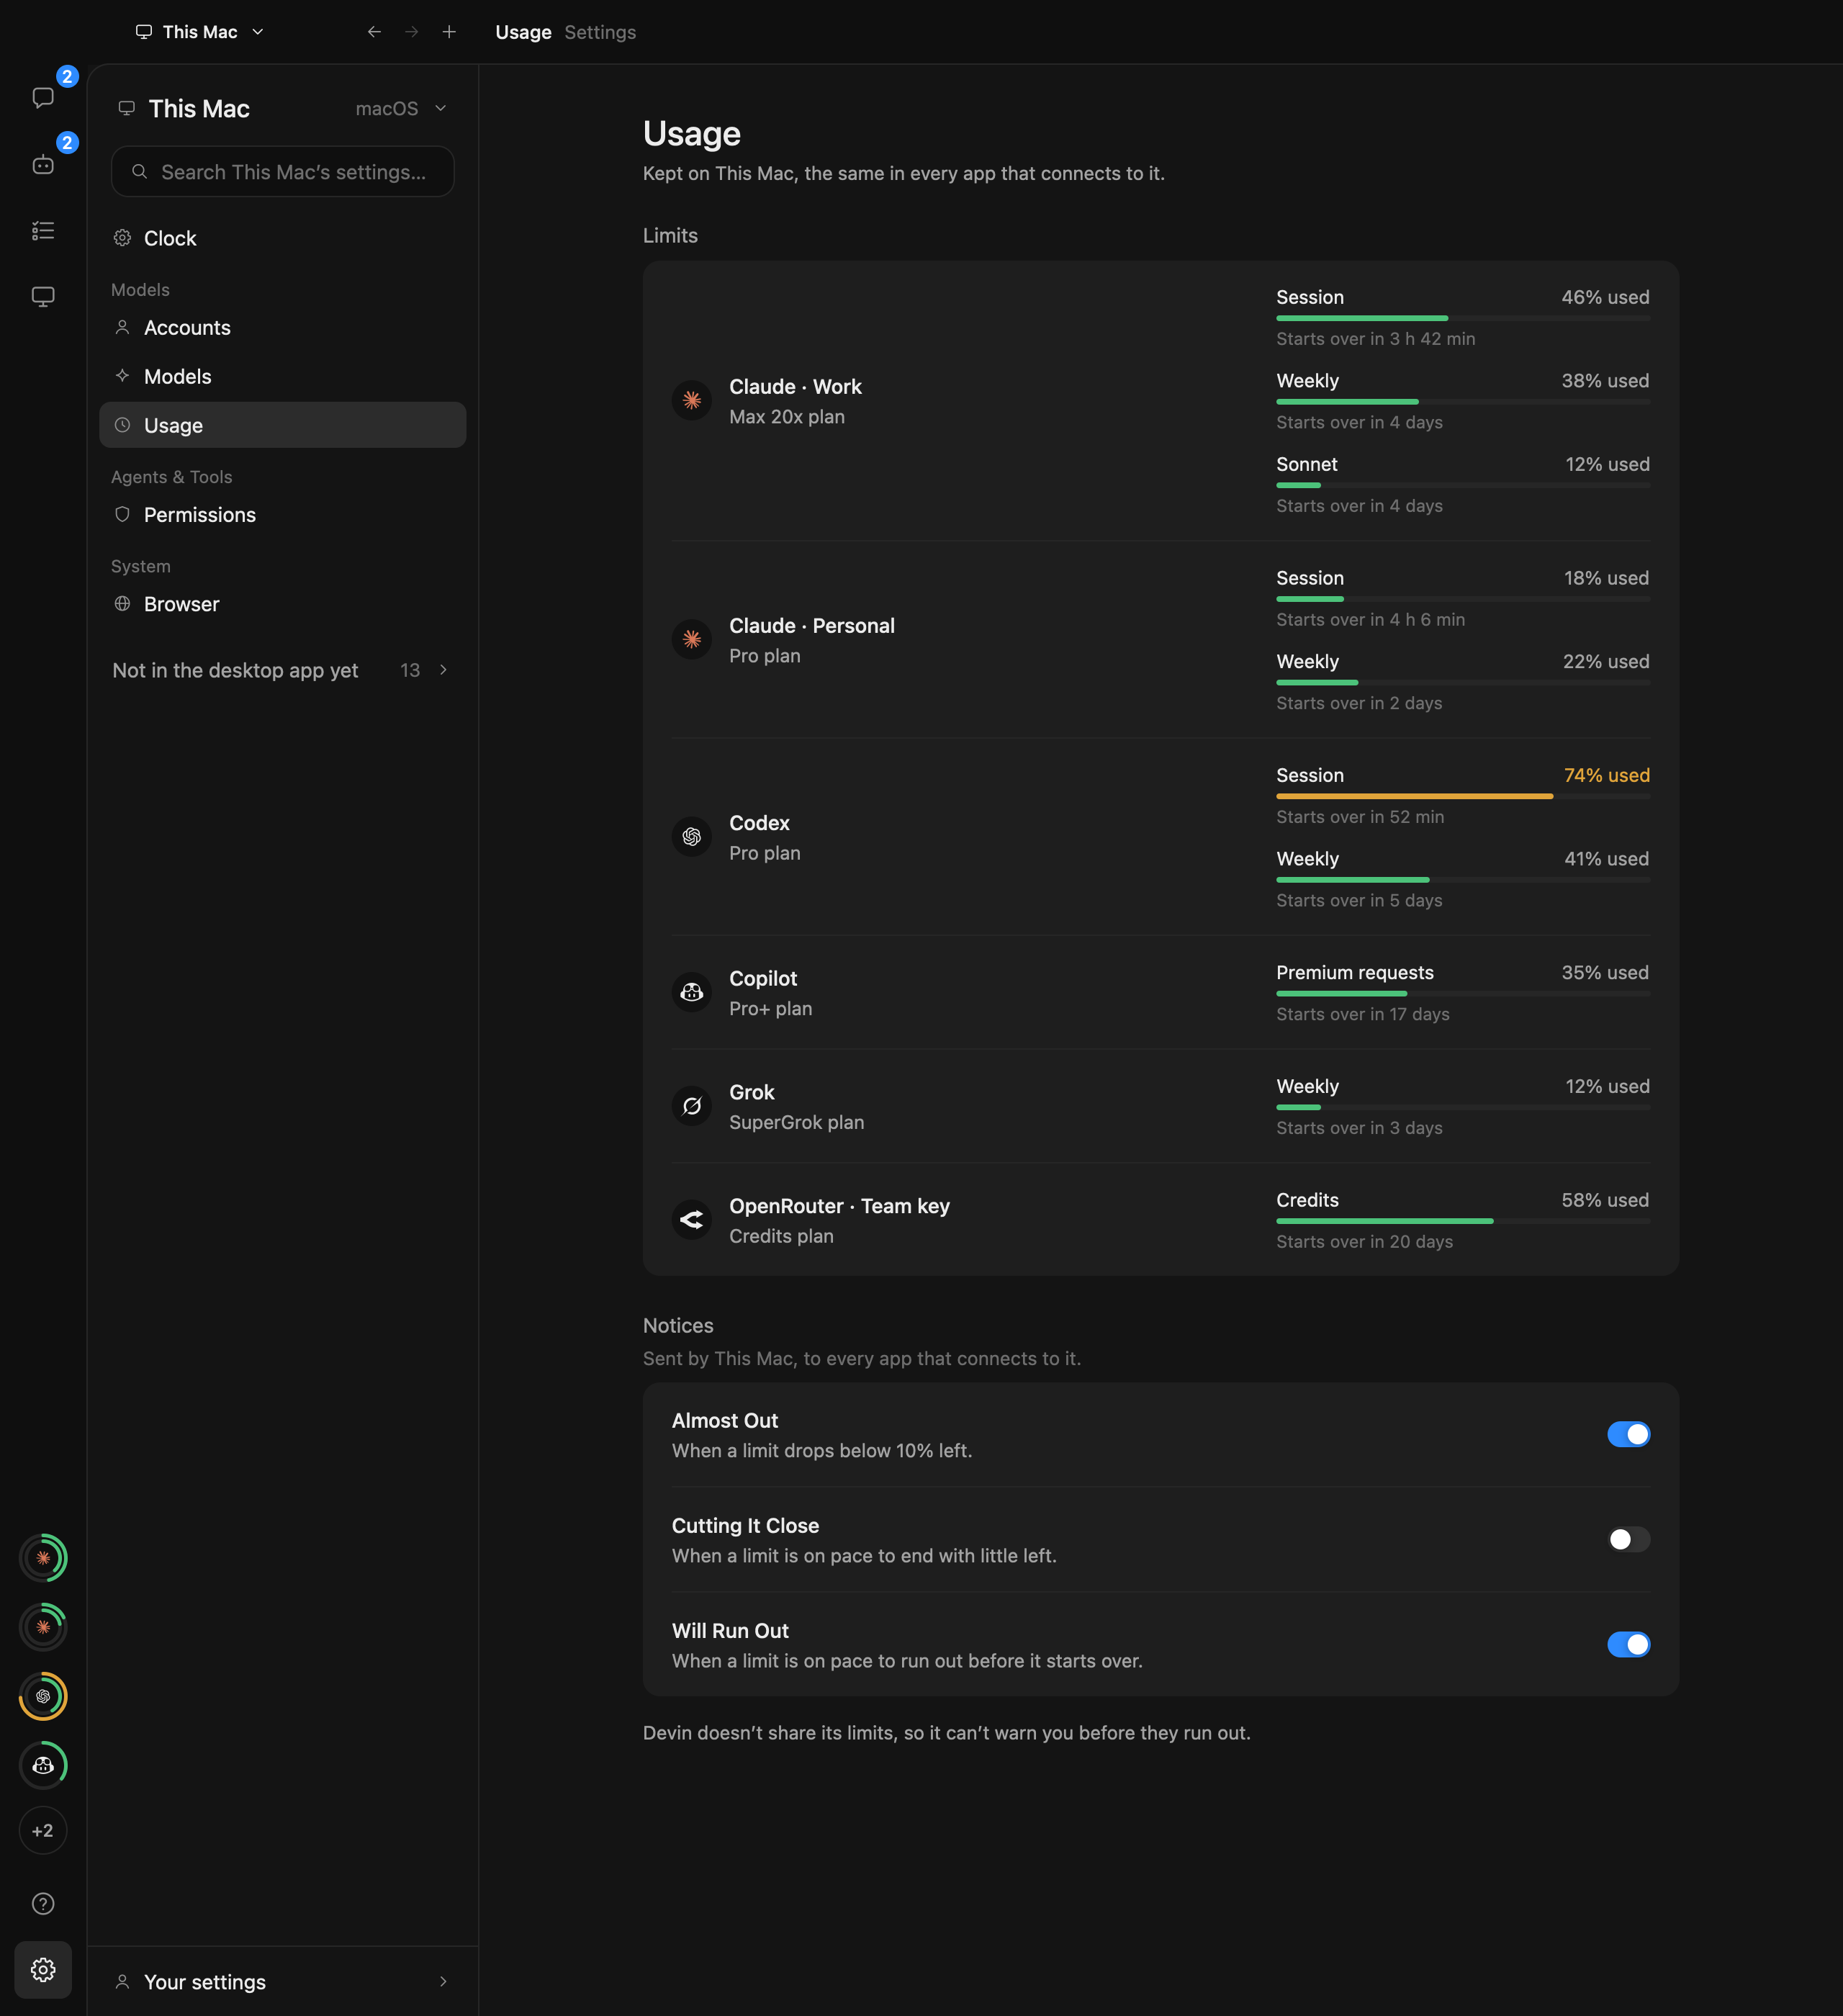 This Mac
Usage Settings
2
2
This Mac macOS
Search This Mac’s settings...
Clock
Models
Accounts
Models
Usage
Agents & Tools
Permissions
System
Browser
Not in the desktop app yet 13
+2
Your settings
Usage
Kept on This Mac, the same in every app that connects to it.
Limits
Claude · Work
Max 20x plan
Session 46% used
Starts over in 3 h 42 min
Weekly 38% used
Starts over in 4 days
Sonnet 12% used
Starts over in 4 days
Claude · Personal
Pro plan
Session 18% used
Starts over in 4 h 6 min
Weekly 22% used
Starts over in 2 days
Codex
Pro plan
Session 74% used
Starts over in 52 min
Weekly 41% used
Starts over in 5 days
Copilot
Pro+ plan
Premium requests 35% used
Starts over in 17 days
Grok
SuperGrok plan
Weekly 12% used
Starts over in 3 days
OpenRouter · Team key
Credits plan
Credits 58% used
Starts over in 20 days
Notices
Sent by This Mac, to every app that connects to it.
Almost Out
When a limit drops below 10% left.
Cutting It Close
When a limit is on pace to end with little left.
Will Run Out
When a limit is on pace to run out before it starts over.
Devin doesn’t share its limits, so it can’t warn you before they run out.